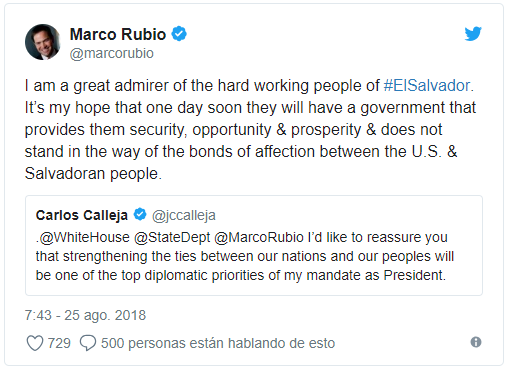 Marco Rubio
@marcorubio
I am a great admirer of the hard working people of #ElSalvador.
It’s my hope that one day soon they will have a government that
provides them security, opportunity & prosperity & does not
stand in the way of the bonds of affection between the U.S. &
Salvadoran people.
Carlos Calleja @jccalleja
.@WhiteHouse @StateDept @MarcoRubio I’d like to reassure you
that strengthening the ties between our nations and our peoples will
be one of the top diplomatic priorities of my mandate as President.
7:43 - 25 ago. 2018
729 500 personas están hablando de esto